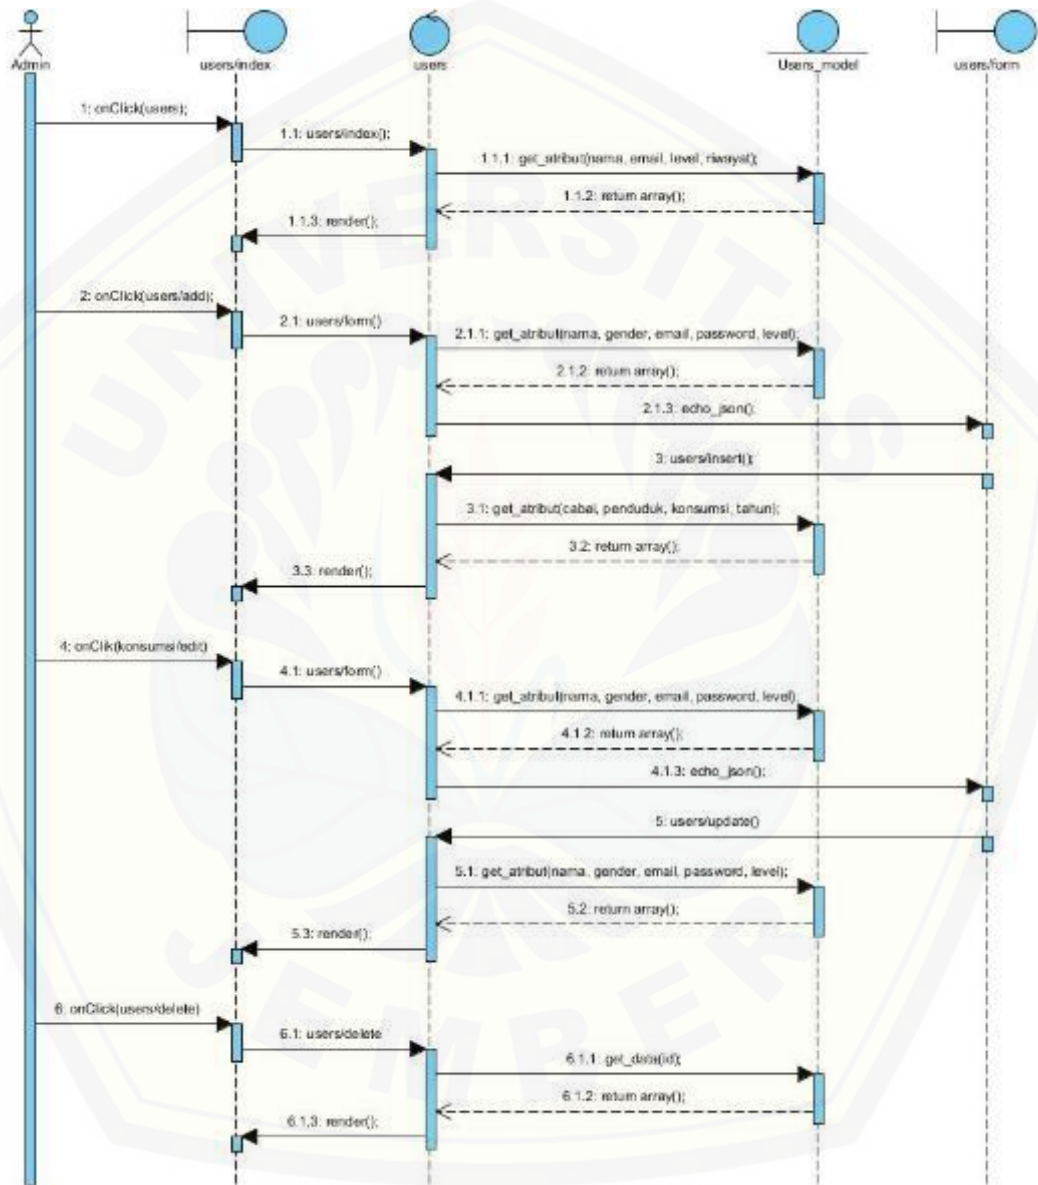 Admin
users/index
users
Users_model
users/form
1: onClick(users);
1.1: users/index();
1.1.1: get_atribut(nama, email, level, riwayat);
1.1.2: return array();
1.1.3: render();
2: onClick(users/add);
2.1: users/form()
2.1.1: get_atribut(nama, gender, email, password, level);
2.1.2: return array();
2.1.3: echo_json();
3: users/insert();
3.1: get_atribut(cabai, penduduk, konsumsi, tahun);
3.2: return array();
3.3: render();
4: onClik(konsumsi/edit)
4.1: users/form()
4.1.1: get_atribut(nama, gender, email, password, level)
4.1.2: return array();
4.1.3: echo_json();
5: users/update()
5.1: get_atribut(nama, gender, email, password, level);
5.2: return array();
5.3: render();
6: onClick(users/delete)
6.1: users/delete
6.1.1: get_data(id);
6.1.2: return array();
6.1,3: render();
UNIVERSITAS
JEMBER